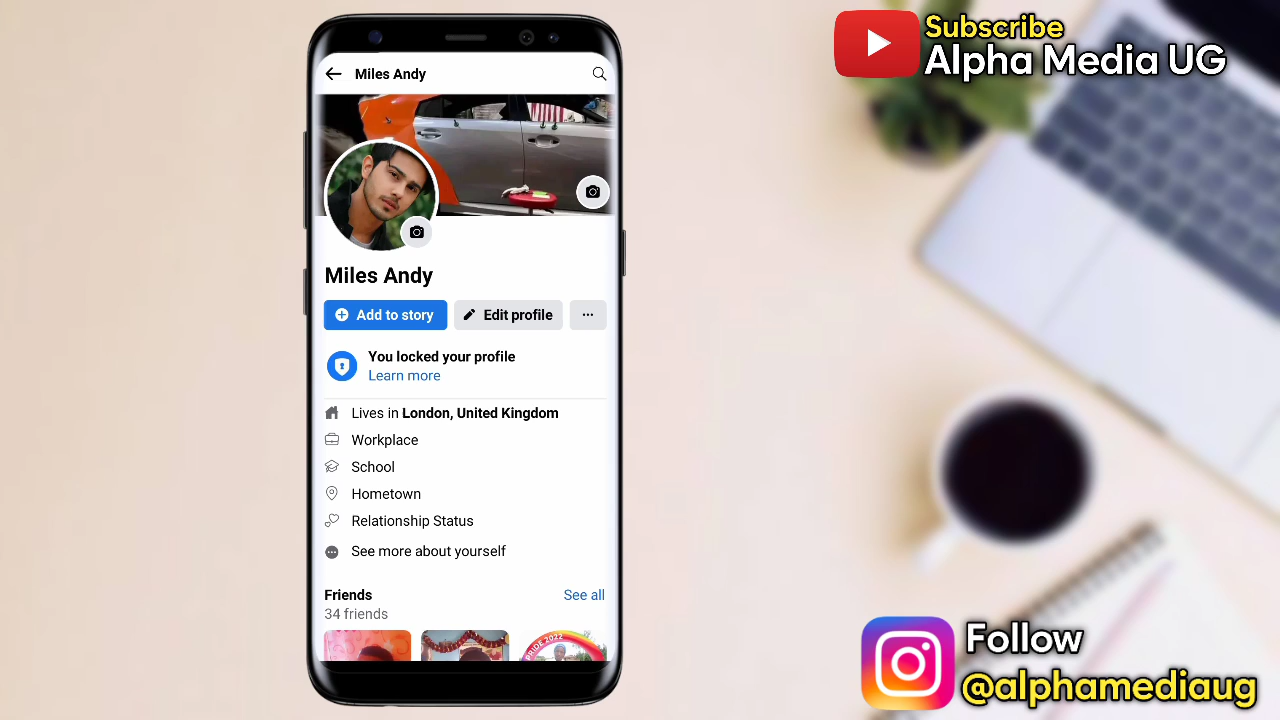 Miles Andy
Miles Andy
Add to story
Edit profile
You locked your profile
Learn more
Lives in London, United Kingdom
Workplace
School
Hometown
Relationship Status
See more about yourself
Friends
See all
34 friends
PRIDE 2022
Subscribe
Alpha Media UG
Follow
@alphamediaug